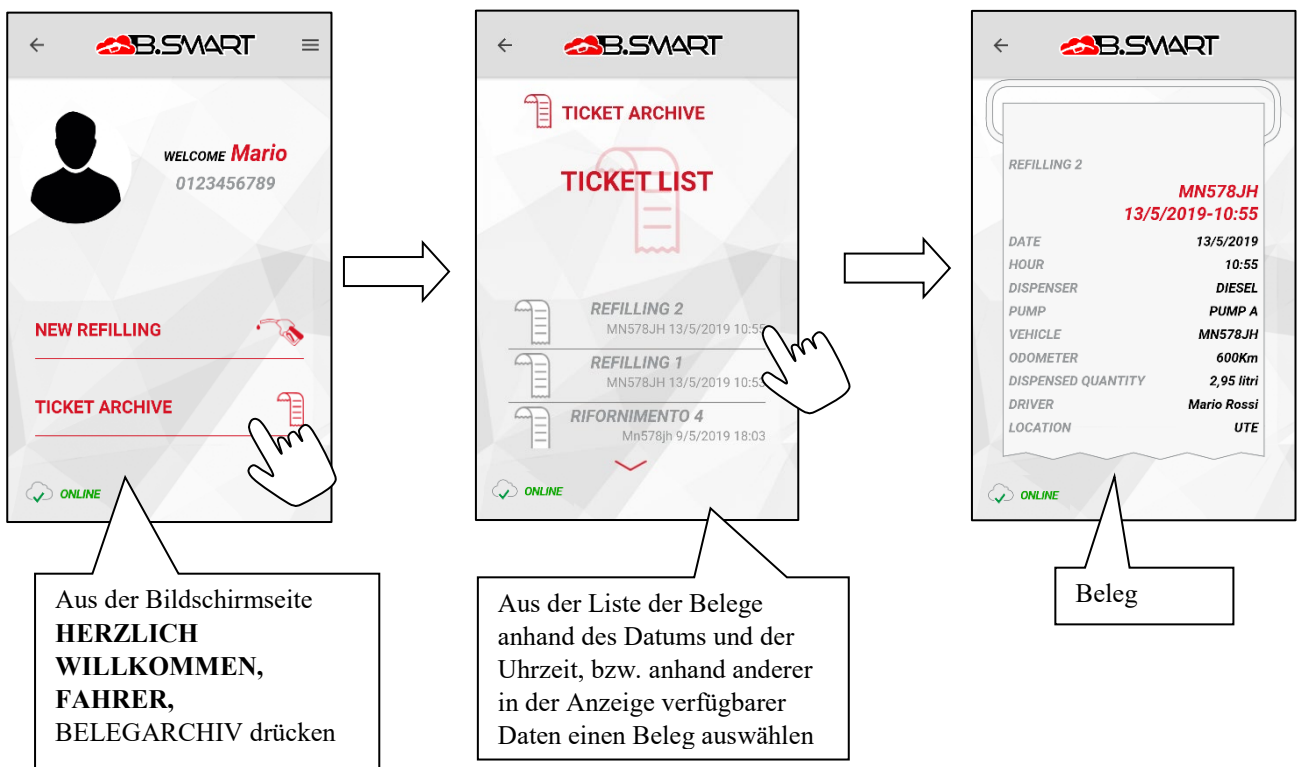 B.SMART
WELCOME Mario
0123456789
NEW REFILLING
TICKET ARCHIVE
ONLINE
Aus der Bildschirmseite
HERZLICH
WILLKOMMEN,
FAHRER,
BELEGARCHIV drücken
B.SMART
TICKET ARCHIVE
TICKET LIST
REFILLING 2
MN578JH 13/5/2019 10:55
REFILLING 1
MN578JH 13/5/2019 10:53
RIFORNIMENTO 4
Mn578jh 9/5/2019 18:03
ONLINE
Aus der Liste der Belege
anhand des Datums und der
Uhrzeit, bzw. anhand anderer
in der Anzeige verfügbarer
Daten einen Beleg auswählen
B.SMART
REFILLING 2
MN578JH
13/5/2019-10:55
DATE 13/5/2019
HOUR 10:55
DISPENSER DIESEL
PUMP PUMP A
VEHICLE MN578JH
ODOMETER 600Km
DISPENSED QUANTITY 2,95 litri
DRIVER Mario Rossi
LOCATION UTE
ONLINE
Beleg